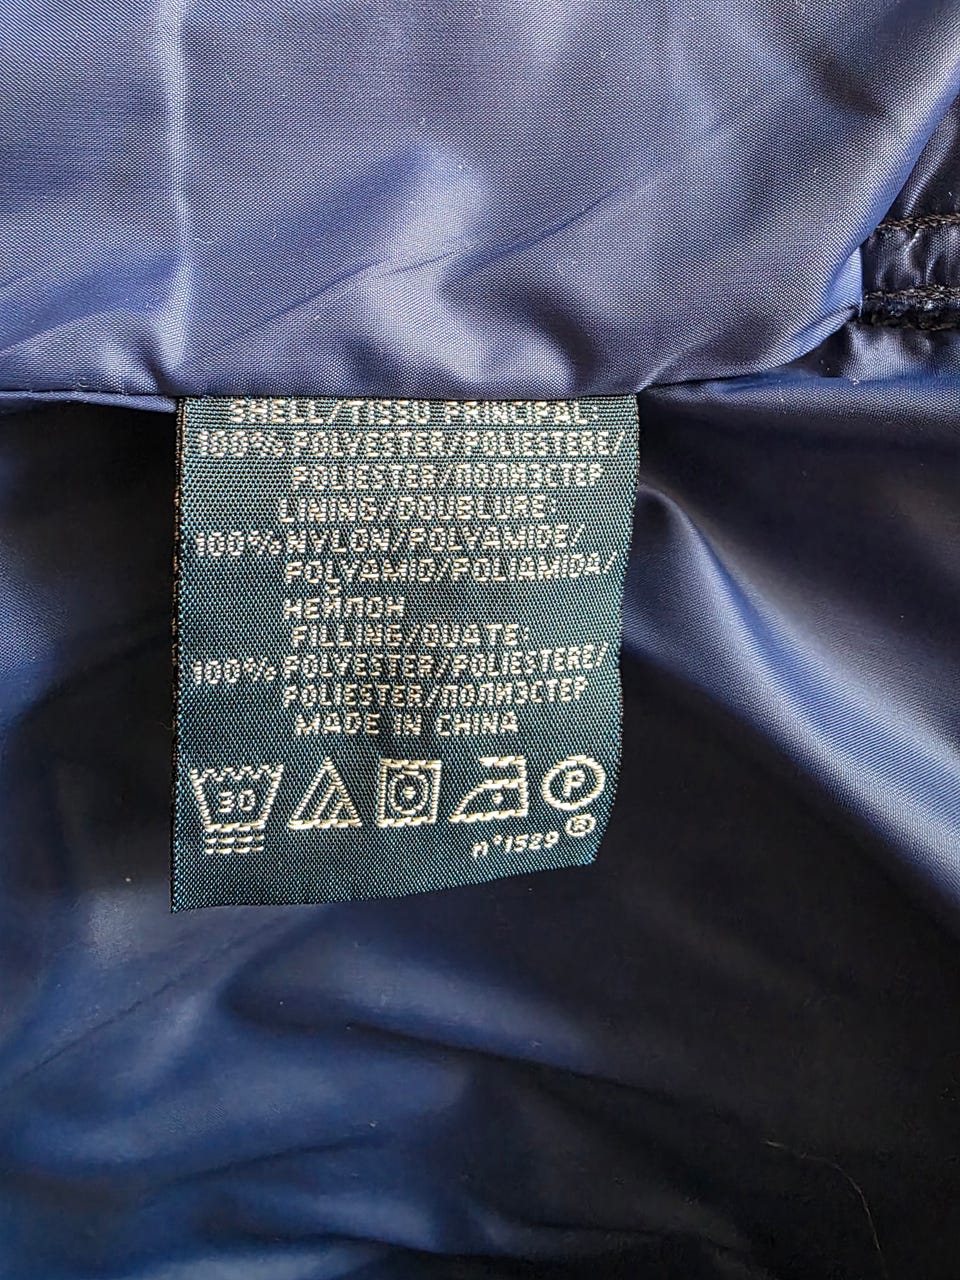 SHELL/TISSU PRINCIPAL:
100% POLYESTER/POLIESTERE/
POLIESTER/ПОЛИЭСТЕР
LINING/DOUBLURE:
100% NYLON/POLYAMIDE/
POLYAMID/POLIAMIDA/
НЕЙЛОН
FILLING/OUATE:
100% POLYESTER/POLIESTERE/
POLIESTER/ПОЛИЭСТЕР
MADE IN CHINA
30 P
n°1529 ®